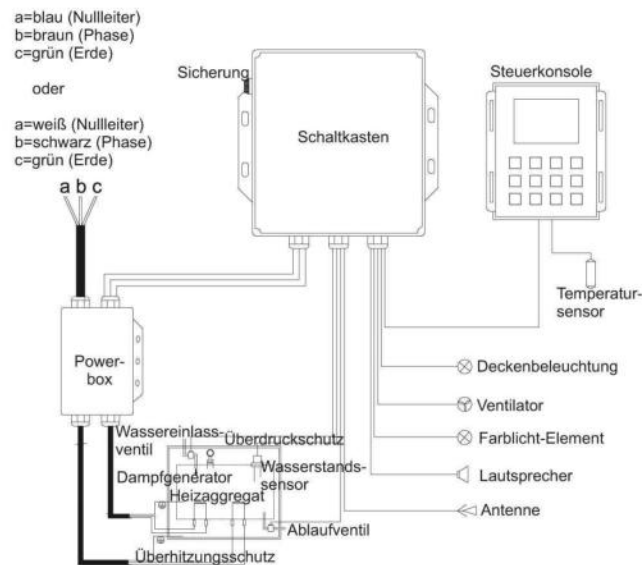 a=blau (Nullleiter)
b=braun (Phase)
c=grün (Erde)
oder
a=weiß (Nullleiter)
b=schwarz (Phase)
c=grün (Erde)
a b c
Sicherung
Schaltkasten
Steuerkonsole
Temperatur-
sensor
Power-
box
Deckenbeleuchtung
Ventilator
Farblicht-Element
Lautsprecher
Antenne
Wassereinlass-
ventil
Überdruckschutz
Dampfgenerator
Wasserstands-
sensor
Heizaggregat
Ablaufventil
Überhitzungsschutz